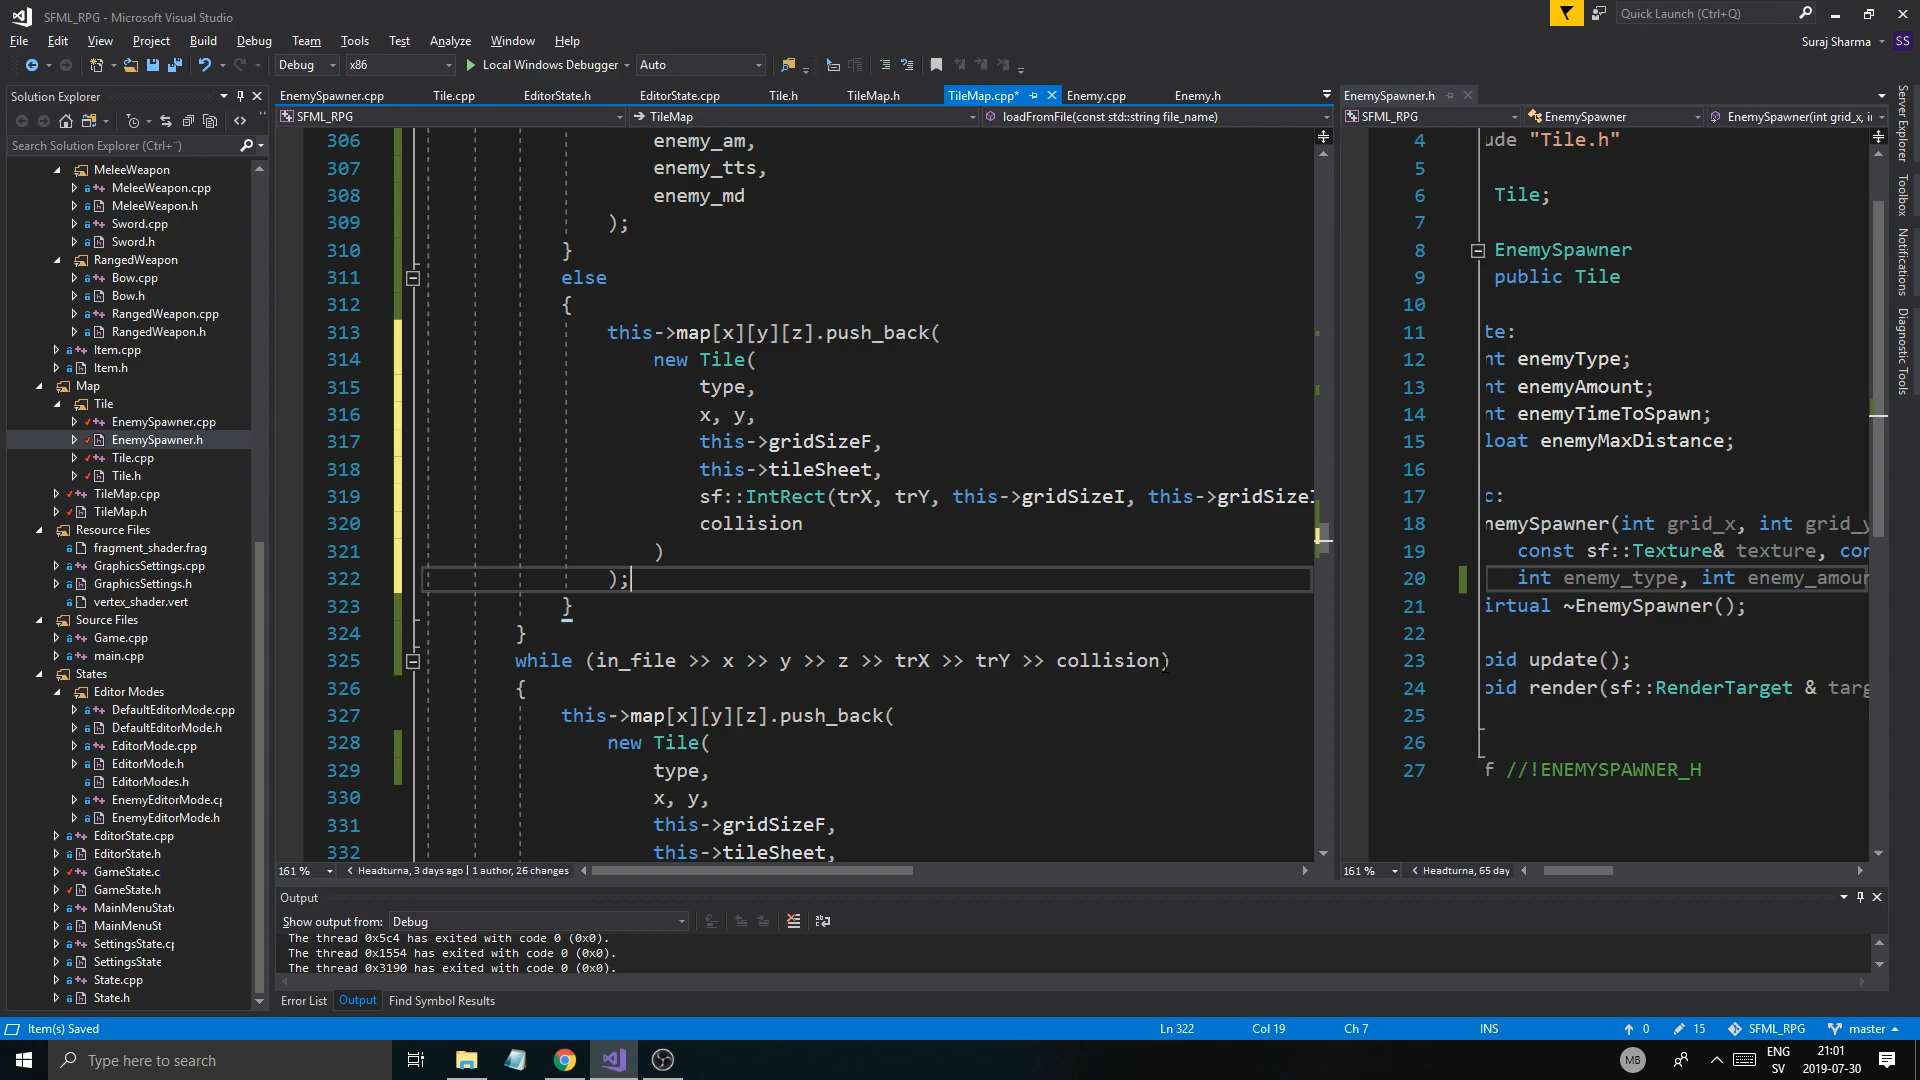 SFML_RPG - Microsoft Visual Studio
Quick Launch (Ctrl+Q)
File Edit View Project Build Debug Team Tools Test Analyze Window Help
Suraj Sharma SS
Debug x86 Local Windows Debugger Auto
Solution Explorer
Search Solution Explorer (Ctrl+¨)
MeleeWeapon
MeleeWeapon.cpp
MeleeWeapon.h
Sword.cpp
Sword.h
RangedWeapon
Bow.cpp
Bow.h
RangedWeapon.cpp
RangedWeapon.h
Item.cpp
Item.h
Map
Tile
EnemySpawner.cpp
EnemySpawner.h
Tile.cpp
Tile.h
TileMap.cpp
TileMap.h
Resource Files
fragment_shader.frag
GraphicsSettings.cpp
GraphicsSettings.h
vertex_shader.vert
Source Files
Game.cpp
main.cpp
States
Editor Modes
DefaultEditorMode.cpp
DefaultEditorMode.h
EditorMode.cpp
EditorMode.h
EditorModes.h
EnemyEditorMode.c
EnemyEditorMode.h
EditorState.cpp
EditorState.h
GameState.c
GameState.h
MainMenuStat
MainMenuSt
SettingsState.c
SettingsState
State.cpp
State.h
EnemySpawner.cpp Tile.cpp EditorState.h EditorState.cpp Tile.h TileMap.h TileMap.cpp* Enemy.cpp Enemy.h
SFML_RPG TileMap loadFromFile(const std::string file_name)
306 enemy_am,
307 enemy_tts,
308 enemy_md
309 );
310 }
311 else
312 {
313 this->map[x][y][z].push_back(
314 new Tile(
315 type,
316 x, y,
317 this->gridSizeF,
318 this->tileSheet,
319 sf::IntRect(trX, trY, this->gridSizeI, this->gridSizeI
320 collision
321 )
322 );
323 }
324 }
325 while (in_file >> x >> y >> z >> trX >> trY >> collision)
326 {
327 this->map[x][y][z].push_back(
328 new Tile(
329 type,
330 x, y,
331 this->gridSizeF,
332 this->tileSheet,
161 % Headturna, 3 days ago | 1 author, 26 changes
EnemySpawner.h
SFML_RPG EnemySpawner EnemySpawner(int grid_x, i
4 ude "Tile.h"
5
6 Tile;
7
8 EnemySpawner
9 public Tile
10
11 te:
12 nt enemyType;
13 nt enemyAmount;
14 nt enemyTimeToSpawn;
15 loat enemyMaxDistance;
16
17 c:
18 nemySpawner(int grid_x, int grid_y
19 const sf::Texture& texture, co
20 int enemy_type, int enemy_amou
21 irtual ~EnemySpawner();
22
23 oid update();
24 oid render(sf::RenderTarget & targ
25
26
27 f //!ENEMYSPAWNER_H
161 % Headturna, 65 day
Output
Show output from: Debug
The thread 0x5c4 has exited with code 0 (0x0).
The thread 0x1554 has exited with code 0 (0x0).
The thread 0x3190 has exited with code 0 (0x0).
Error List Output Find Symbol Results
Server Explorer
Toolbox
Notifications
Diagnostic Tools
Item(s) Saved Ln 322 Col 19 Ch 7 INS 0 15 SFML_RPG master
Type here to search
MB
ENG
SV
21:01
2019-07-30